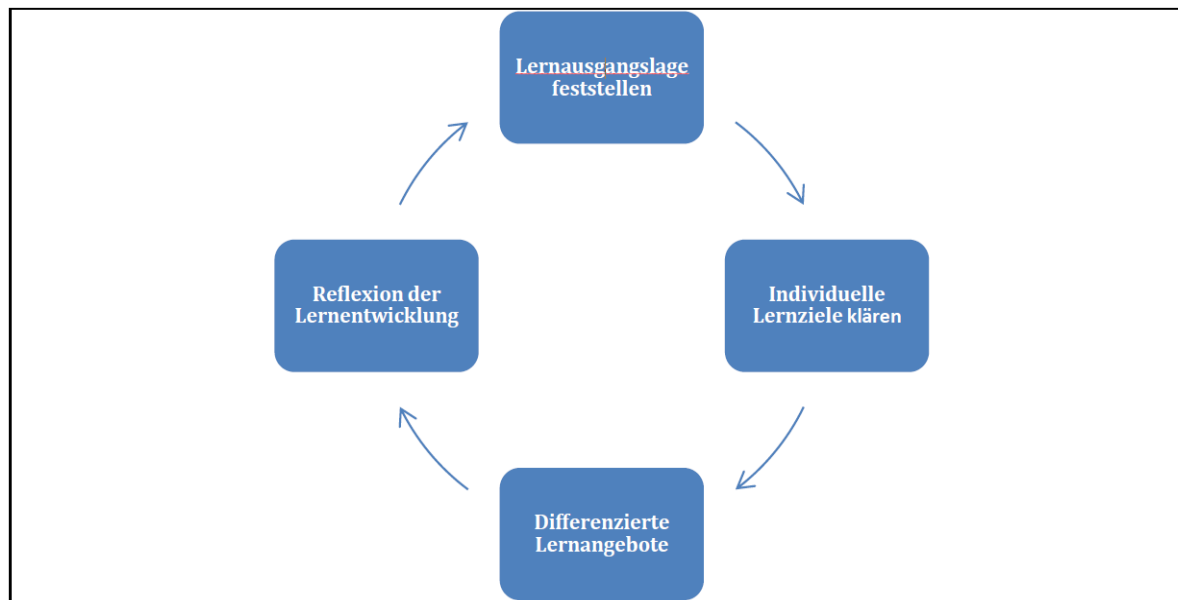 Lernausgangslage
feststellen
Individuelle
Lernziele klären
Differenzierte
Lernangebote
Reflexion der
Lernentwicklung